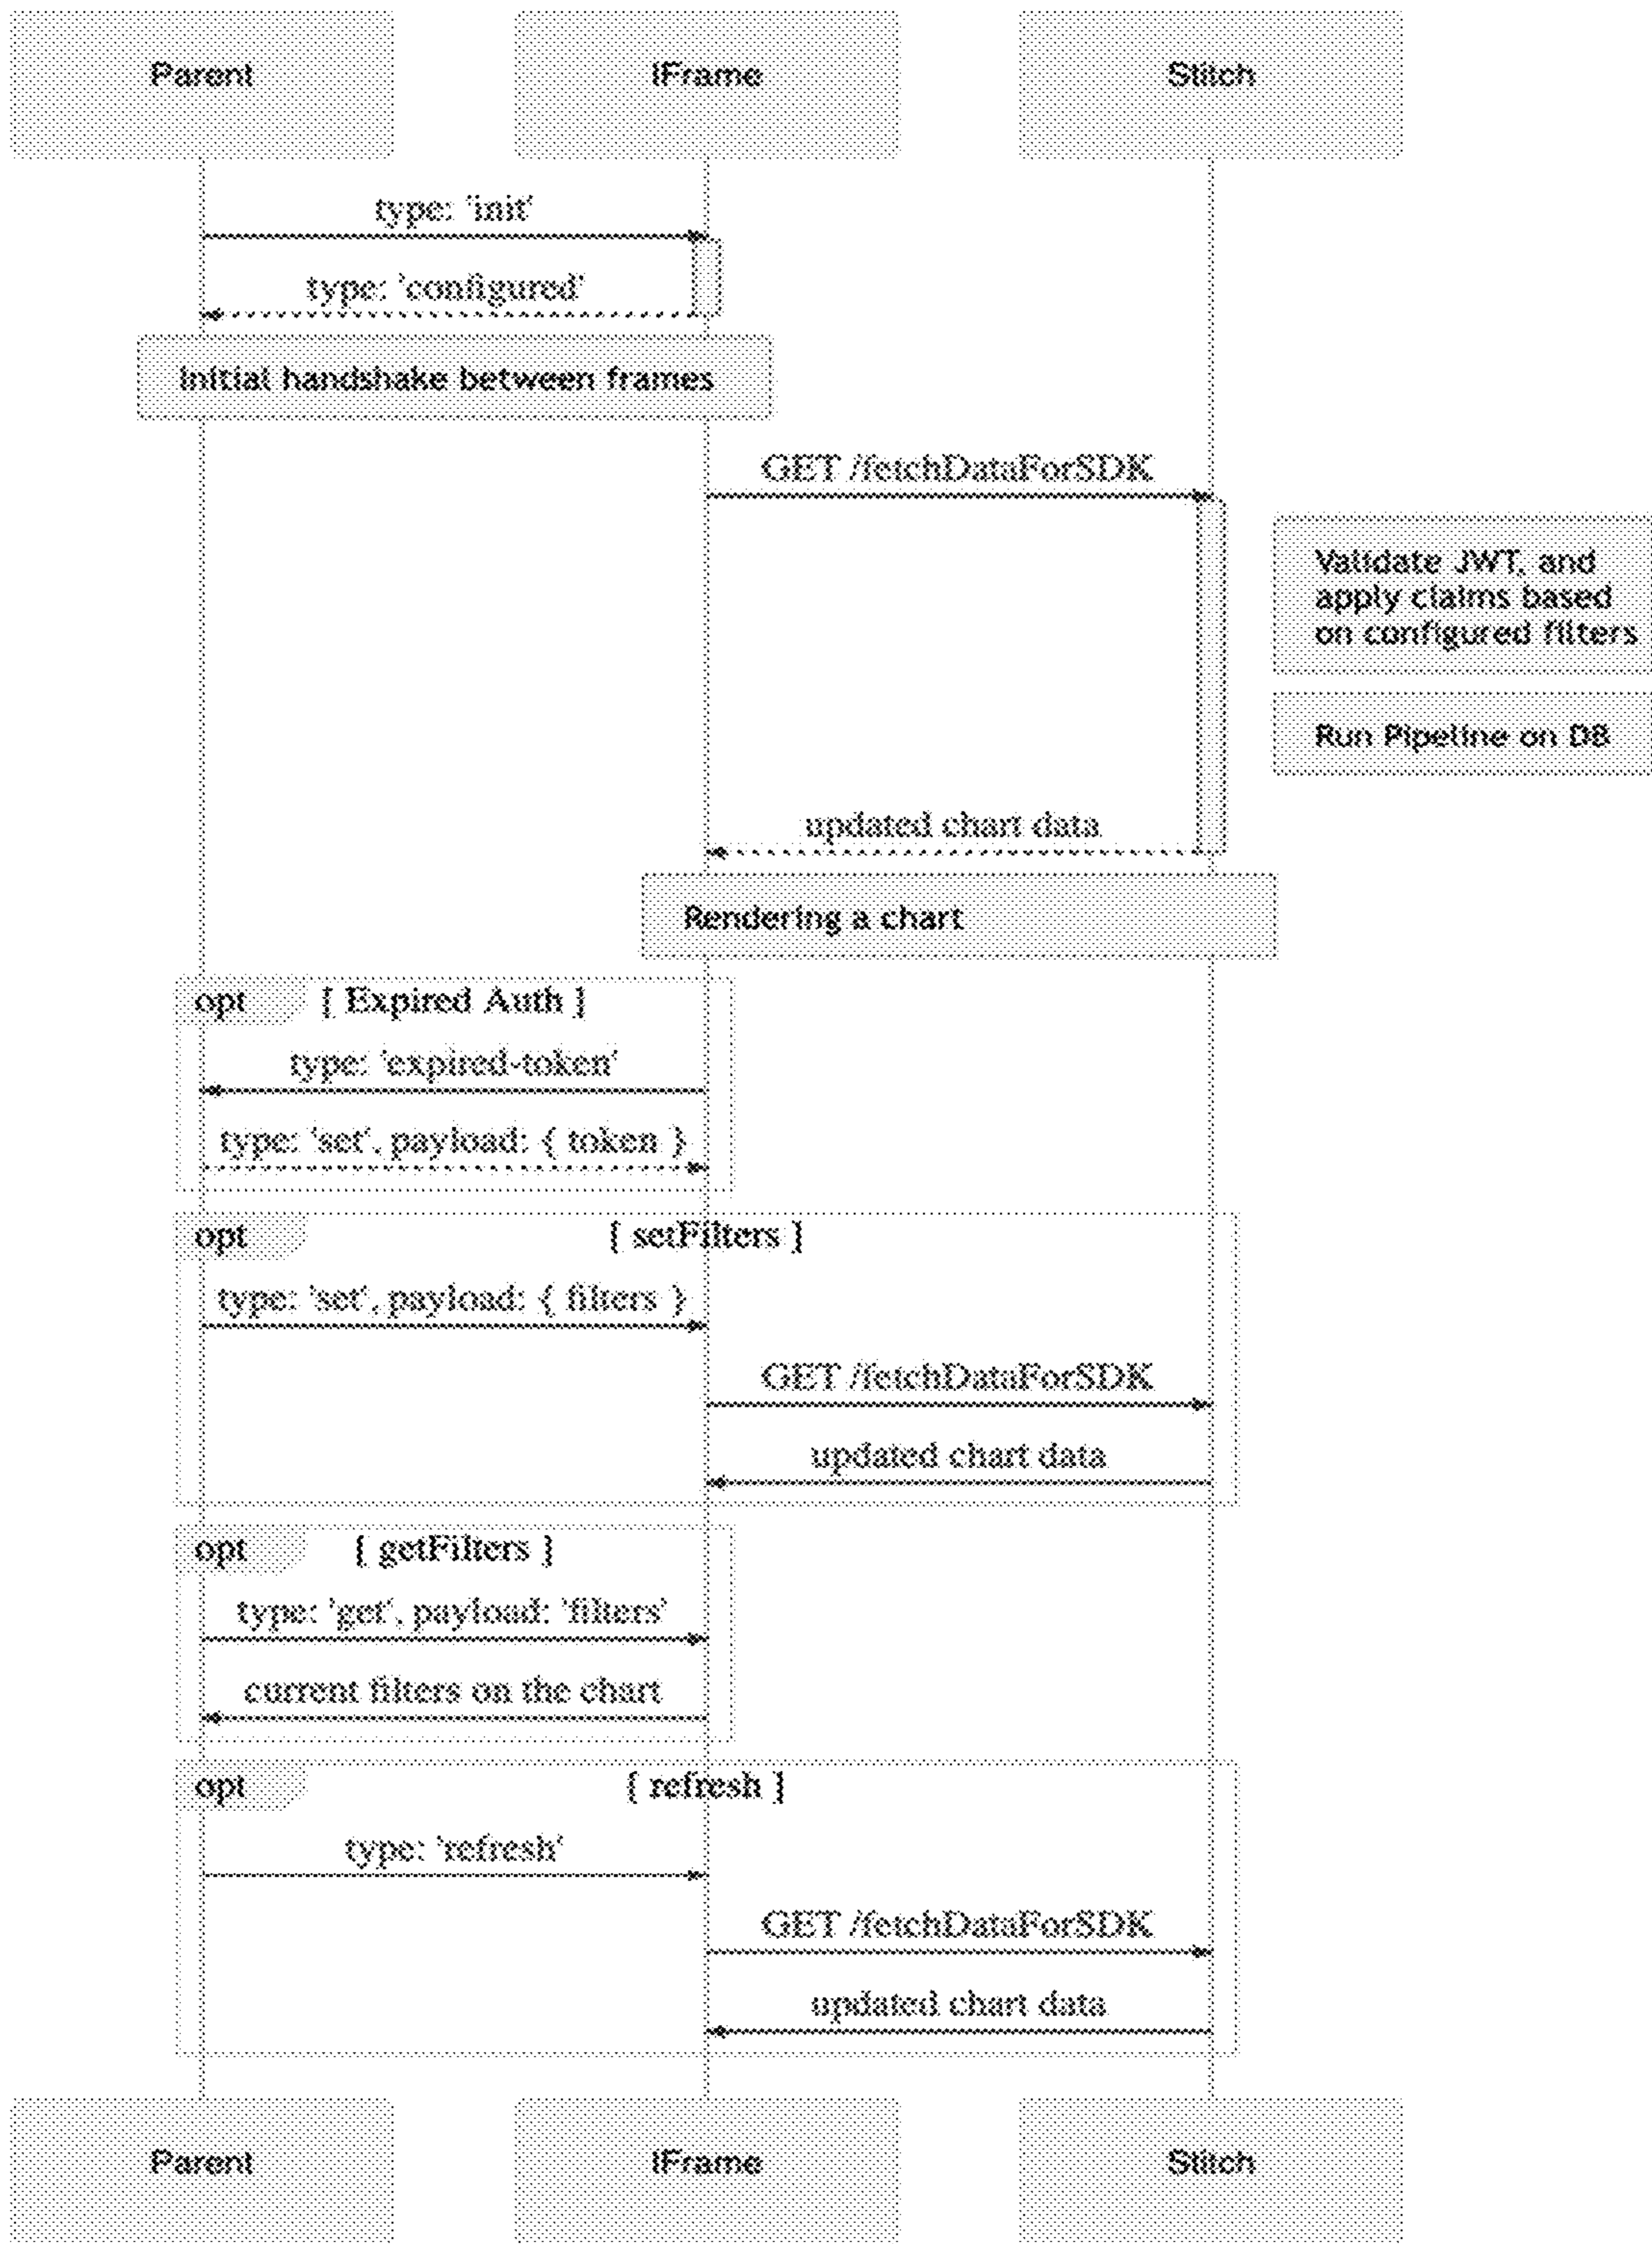 Parent
IFrame
Stitch
type: 'init'
type: 'configured'
Initial handshake between frames
GET /fetchDataForSDK
Validate JWT, and
apply claims based
on configured filters
Run Pipeline on DB
updated chart data
Rendering a chart
opt [ Expired Auth ]
type: 'expired-token'
type: 'set', payload: { token }
opt [ setFilters ]
type: 'set', payload: { filters }
GET /fetchDataForSDK
updated chart data
opt [ getFilters ]
type: 'get', payload: 'filters'
current filters on the chart
opt [ refresh ]
type: 'refresh'
GET /fetchDataForSDK
updated chart data
Parent
IFrame
Stitch